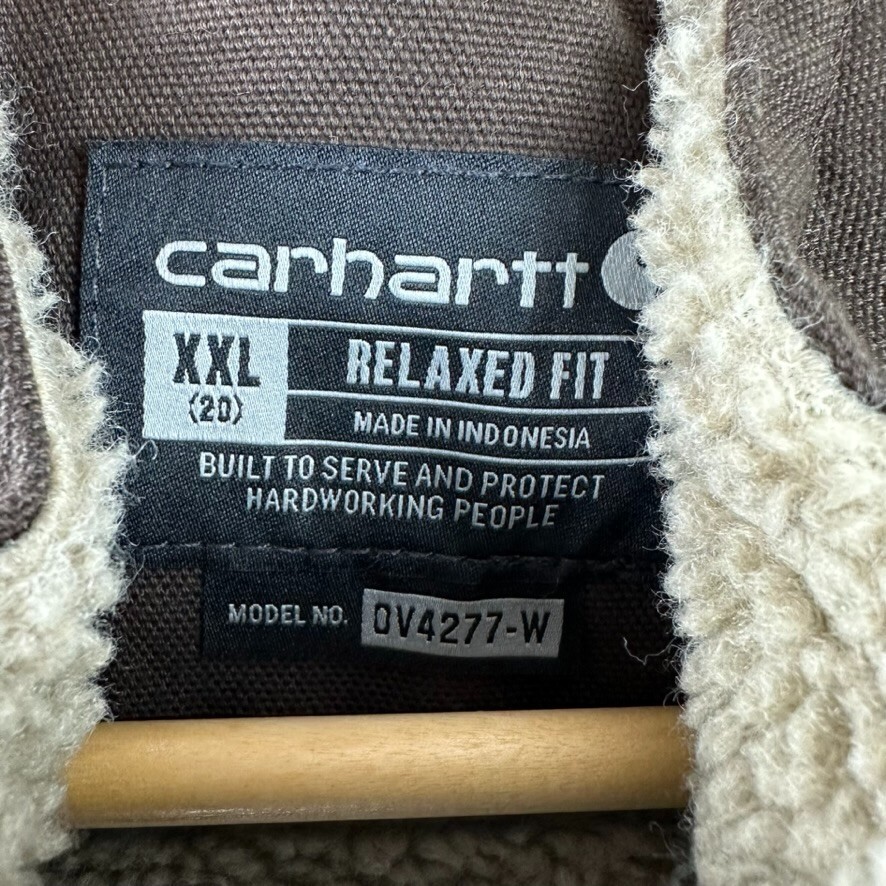 carhartt
XXL
(20)
RELAXED FIT
MADE IN INDONESIA
BUILT TO SERVE AND PROTECT
HARDWORKING PEOPLE
MODEL NO. OV4277-W